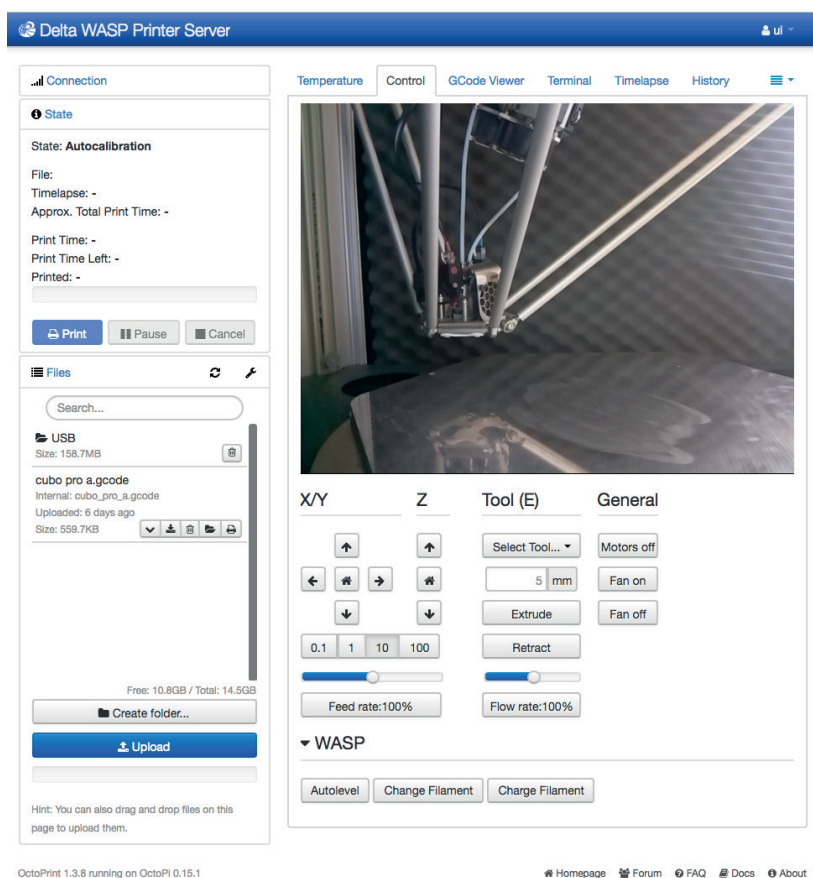 Delta WASP Printer Server
ui
Connection
State
State: Autocalibration
File:
Timelapse: -
Approx. Total Print Time: -
Print Time: -
Print Time Left: -
Printed: -
Print
Pause
Cancel
Files
Search...
USB
Size: 158.7MB
cubo pro a.gcode
Internal: cubo_pro_a.gcode
Uploaded: 6 days ago
Size: 559.7KB
Free: 10.8GB / Total: 14.5GB
Create folder...
Upload
Hint: You can also drag and drop files on this
page to upload them.
Temperature
Control
GCode Viewer
Terminal
Timelapse
History
X/Y
Z
Tool (E)
General
Select Tool...
Motors off
5 mm
Fan on
Extrude
Fan off
0.1 1 10 100
Retract
Feed rate:100%
Flow rate:100%
WASP
Autolevel
Change Filament
Charge Filament
OctoPrint 1.3.8 running on OctoPi 0.15.1
Homepage
Forum
FAQ
Docs
About